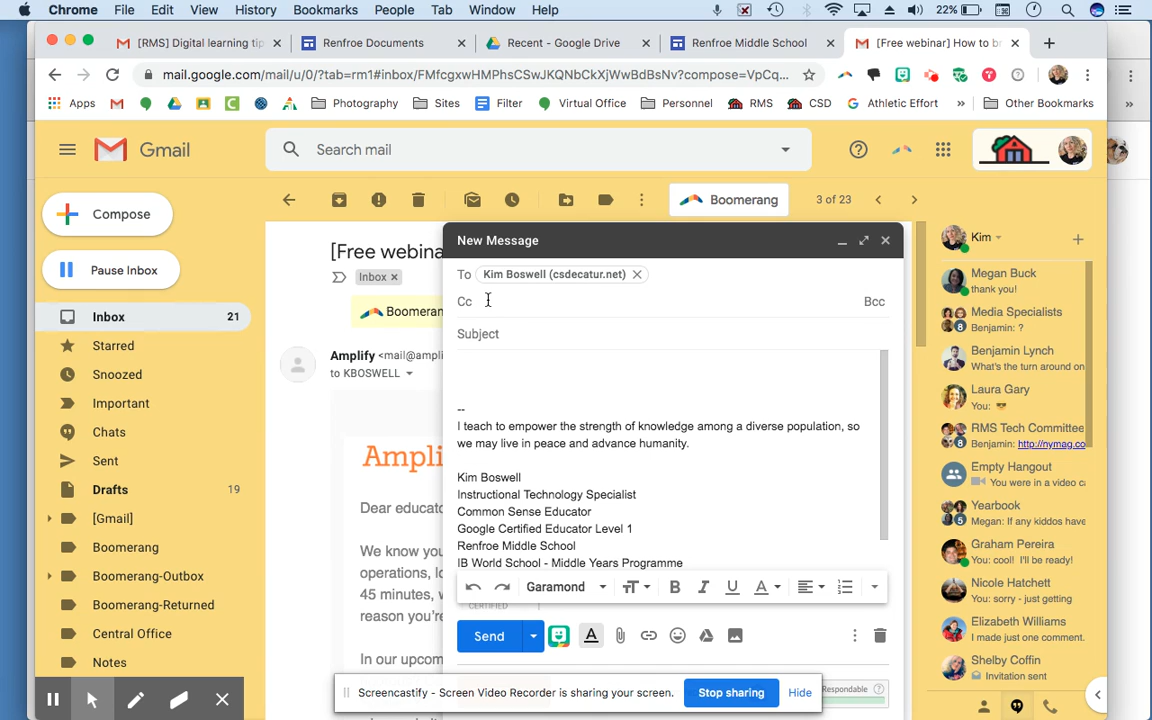 Chrome File Edit View History Bookmarks People Tab Window Help 22%
[RMS] Digital learning tip Renfroe Documents Recent - Google Drive Renfroe Middle School [Free webinar] How to br
mail.google.com/mail/u/0/?tab=rm1#inbox/FMfcgxwHMPhsCSwJKQNbCkXjWwBdBsNv?compose=VpCq...
Apps Photography Sites Filter Virtual Office Personnel RMS CSD Athletic Effort » Other Bookmarks »
Gmail Search mail
Compose
Boomerang 3 of 23
Pause Inbox
Inbox 21
Starred
Snoozed
Important
Chats
Sent
Drafts 19
[Gmail]
Boomerang
Boomerang-Outbox
Boomerang-Returned
Central Office
Notes
[Free webina
Inbox
Boomeran
Amplify <mail@ampli
to KBOSWELL
Amplif
Dear educato
We know you
operations, lo
45 minutes, w
reason you're
In our upcom
New Message
To Kim Boswell (csdecatur.net)
Cc Bcc
Subject
--
I teach to empower the strength of knowledge among a diverse population, so
we may live in peace and advance humanity.
Kim Boswell
Instructional Technology Specialist
Common Sense Educator
Google Certified Educator Level 1
Renfroe Middle School
IB World School - Middle Years Programme
CERTIFIED
Garamond
B I U A
Send A
Respondable
Screencastify - Screen Video Recorder is sharing your screen. Stop sharing Hide
Kim
Megan Buck
thank you!
Media Specialists
8 Benjamin: ?
Benjamin Lynch
What's the turn around on
Laura Gary
You: 😎
RMS Tech Committee
8 Benjamin: http://nymag.co
Empty Hangout
You were in a video ca
Yearbook
5 Megan: If any kiddos have
Graham Pereira
You: cool! I'll be ready!
Nicole Hatchett
You: sorry - just getting
Elizabeth Williams
I made just one comment.
Shelby Coffin
Invitation sent